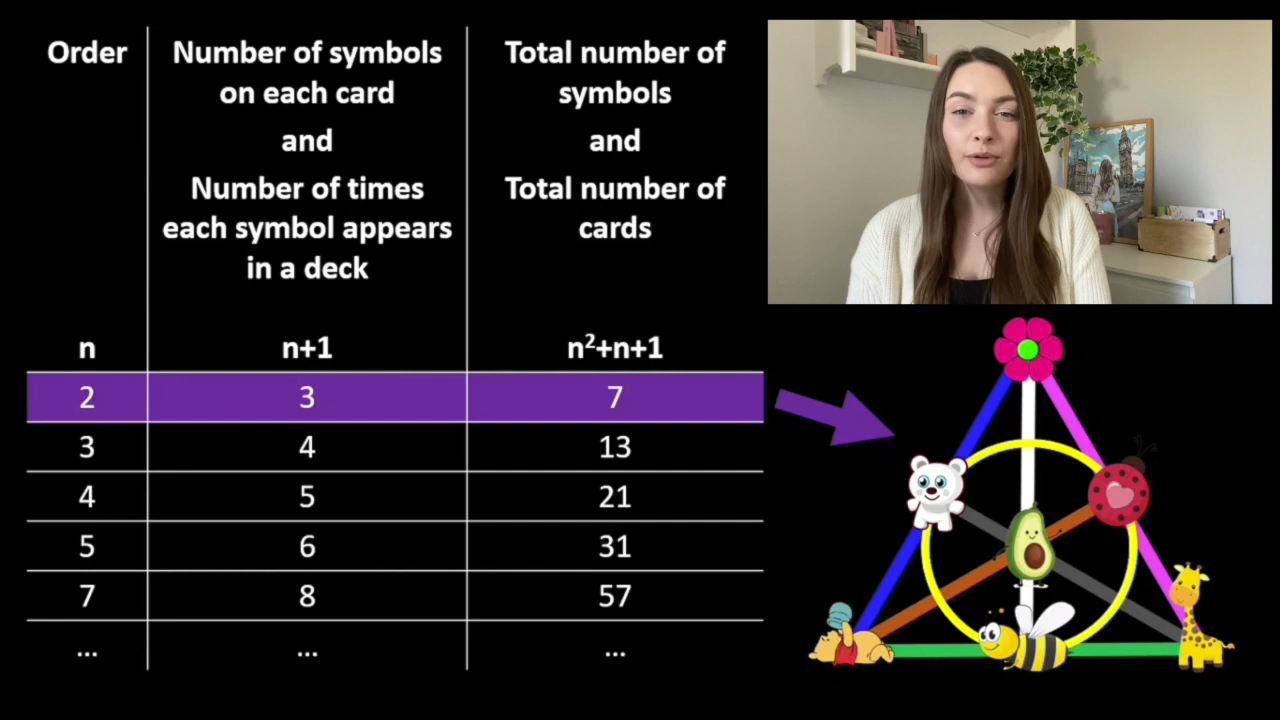 Order
Number of symbols
on each card
and
Number of times
each symbol appears
in a deck
Total number of
symbols
and
Total number of
cards
n
n+1
n²+n+1
2
3
7
3
4
13
4
5
21
5
6
31
7
8
57
...
...
...